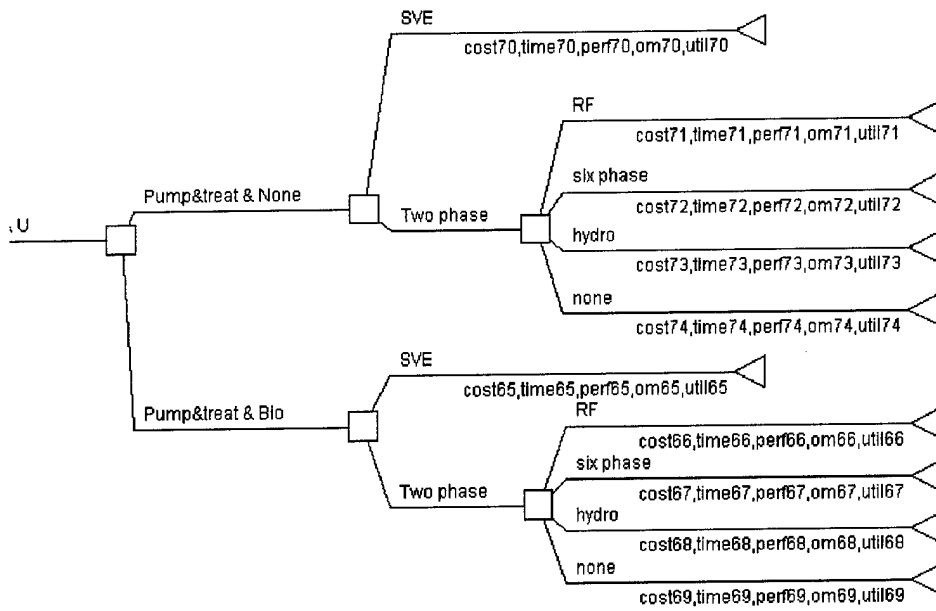 SVE
cost70,time70,perf70,om70,util70
RF
cost71,time71,perf71,om71,util71
six phase
Pump&treat & None
Two phase
cost72,time72,perf72,om72,util72
U
hydro
cost73,time73,perf73,om73,util73
none
cost74,time74,perf74,om74,util74
SVE
cost65,time65,perf65,om65,util65
RF
Pump&treat & Bio
cost66,time66,perf66,om66,util66
six phase
Two phase
cost67,time67,perf67,om67,util67
hydro
cost68,time68,perf68,om68,util68
none
cost69,time69,perf69,om69,util69